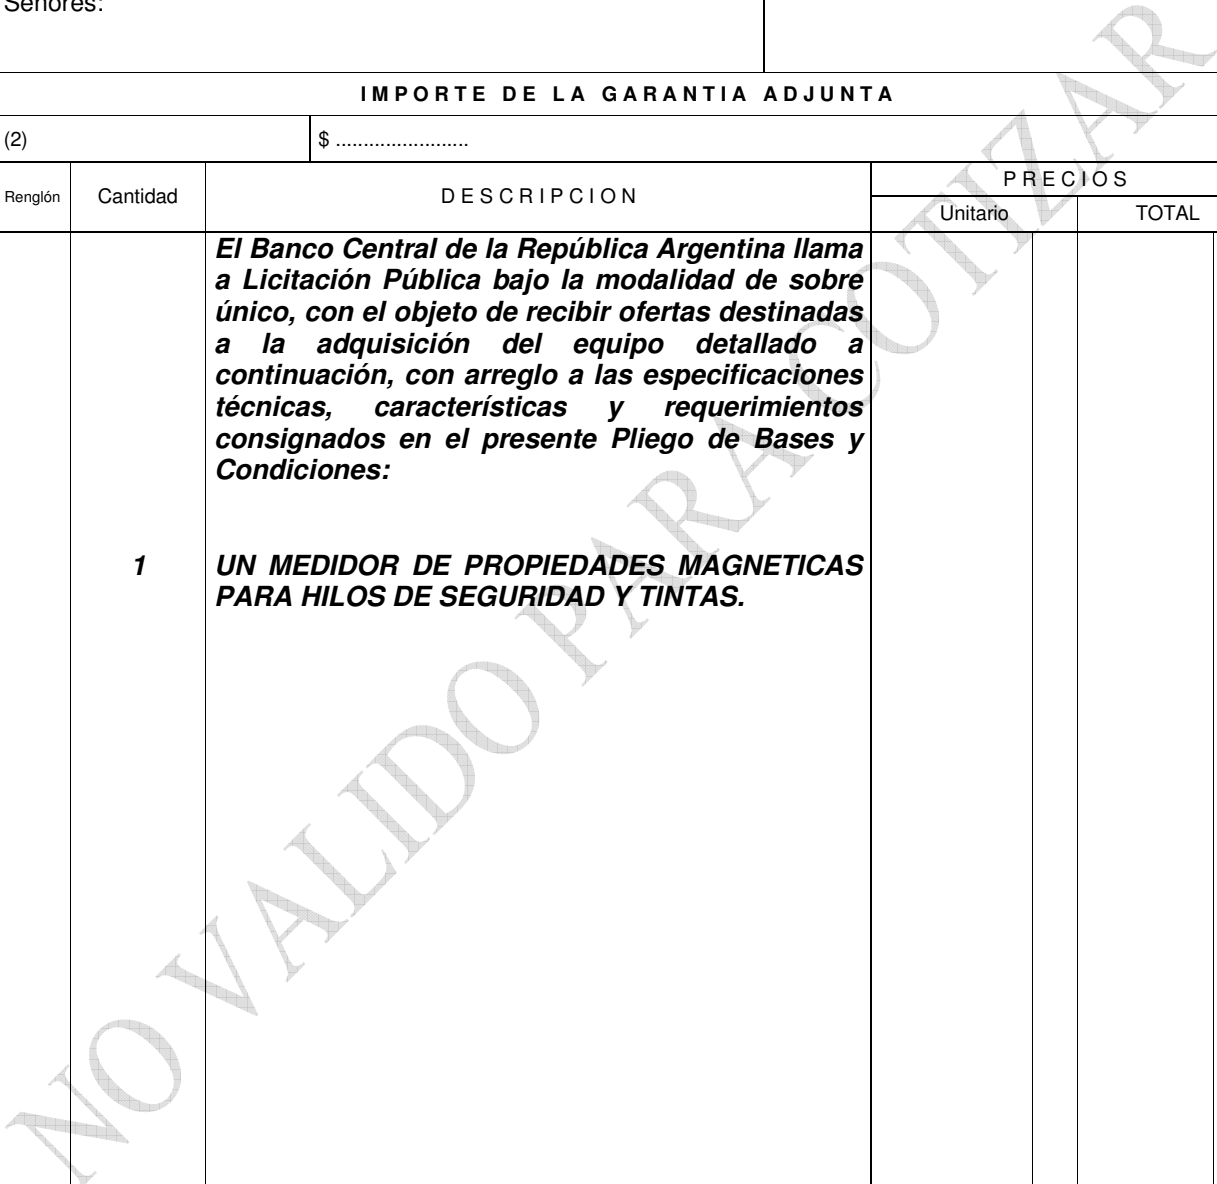 Señores:
IMPORTE DE LA GARANTIA ADJUNTA
(2) $ ........................
Renglón Cantidad DESCRIPCION PRECIOS
Unitario TOTAL
El Banco Central de la República Argentina llama
a Licitación Pública bajo la modalidad de sobre
único, con el objeto de recibir ofertas destinadas
a la adquisición del equipo detallado a
continuación, con arreglo a las especificaciones
técnicas, características y requerimientos
consignados en el presente Pliego de Bases y
Condiciones:
1 UN MEDIDOR DE PROPIEDADES MAGNETICAS
PARA HILOS DE SEGURIDAD Y TINTAS.
NO VALIDO PARA COTIZAR